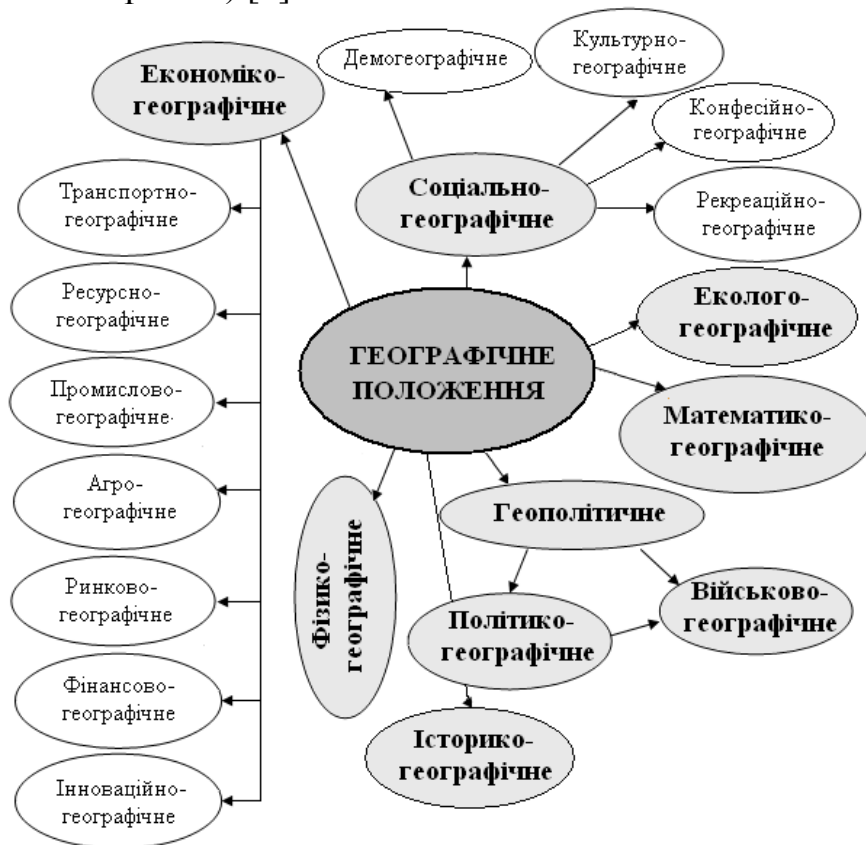 Економіко-
географічне
Демогеографічне
Культурно-
географічне
Конфесійно-
географічне
Соціально-
географічне
Рекреаційно-
географічне
Транспортно-
географічне
Ресурсно-
географічне
Промислово-
географічне
Агро-
географічне
Ринково-
географічне
Фінансово-
географічне
Інноваційно-
географічне
ГЕОГРАФІЧНЕ
ПОЛОЖЕННЯ
Еколого-
географічне
Математико-
географічне
Геополітичне
Фізико-
географічне
Політико-
географічне
Військово-
географічне
Історико-
географічне